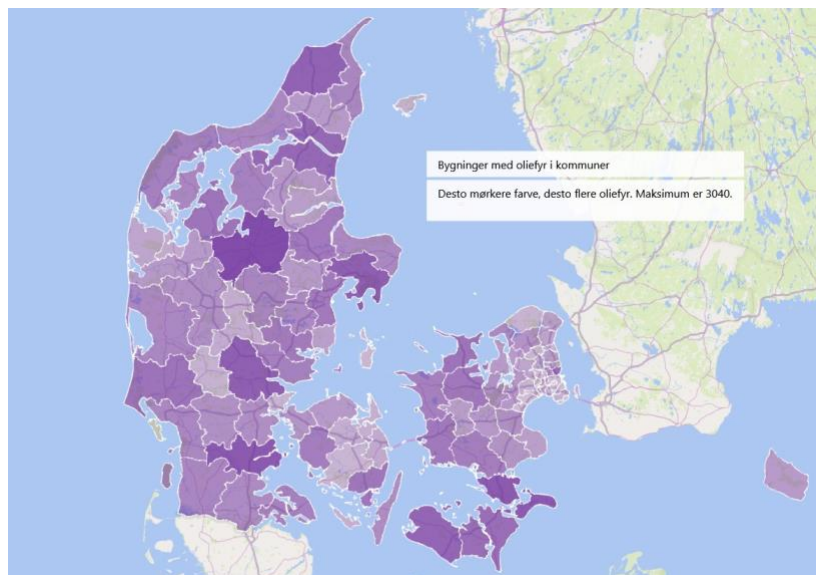 Bygninger med oliefyr i kommuner
Desto mørkere farve, desto flere oliefyr. Maksimum er 3040.